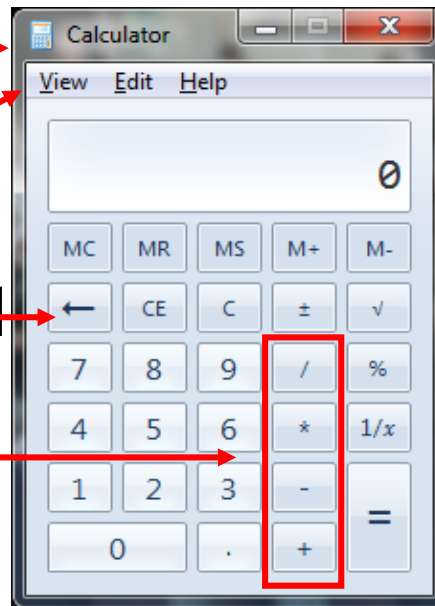 Calculator
View Edit Help
0
MC MR MS M+ M-
← CE C ± √
7 8 9 / %
4 5 6 * 1/x
1 2 3 - =
0 . +